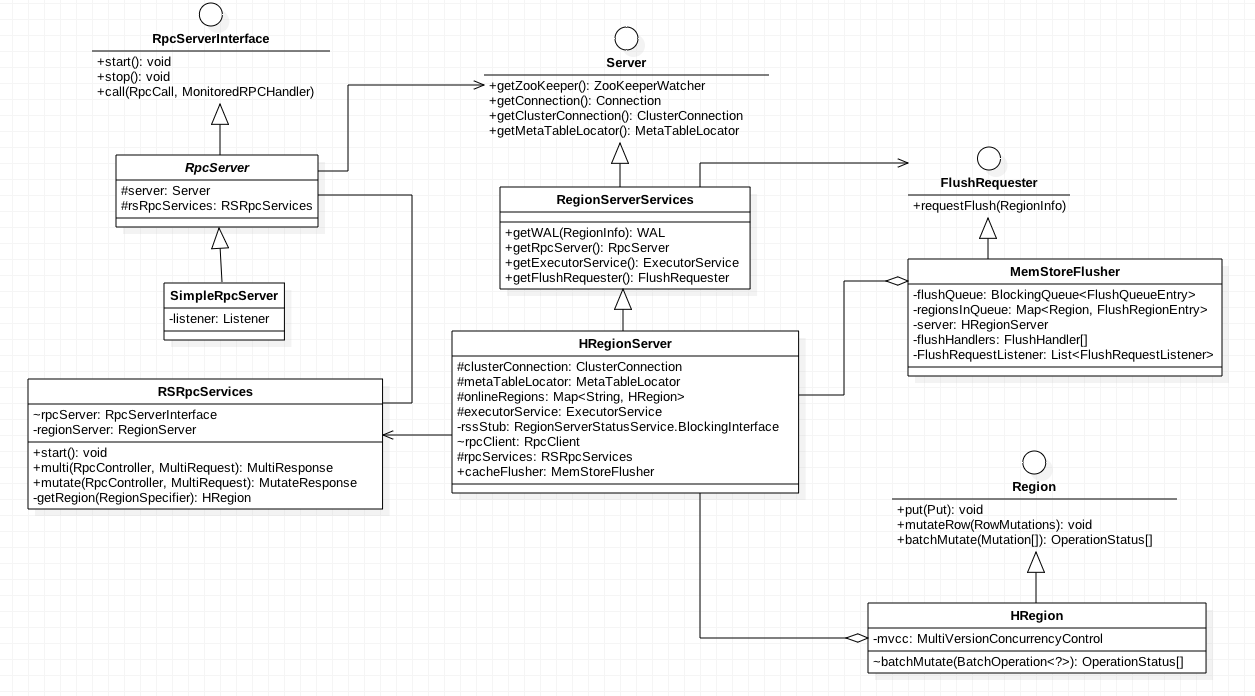 RpcServerInterface
+start(): void
+stop(): void
+call(RpcCall, MonitoredRPCHandler)
Server
+getZooKeeper(): ZooKeeperWatcher
+getConnection(): Connection
+getClusterConnection(): ClusterConnection
+getMetaTableLocator(): MetaTableLocator
RpcServer
#server: Server
#rsRpcServices: RSRpcServices
FlushRequester
+requestFlush(RegionInfo)
RegionServerServices
+getWAL(RegionInfo): WAL
+getRpcServer(): RpcServer
+getExecutorService(): ExecutorService
+getFlushRequester(): FlushRequester
MemStoreFlusher
-flushQueue: BlockingQueue<FlushQueueEntry>
-regionsInQueue: Map<Region, FlushRegionEntry>
-server: HRegionServer
-flushHandlers: FlushHandler[]
-FlushRequestListener: List<FlushRequestListener>
SimpleRpcServer
-listener: Listener
HRegionServer
#clusterConnection: ClusterConnection
#metaTableLocator: MetaTableLocator
#onlineRegions: Map<String, HRegion>
#executorService: ExecutorService
-rssStub: RegionServerStatusService.BlockingInterface
~rpcClient: RpcClient
#rpcServices: RSRpcServices
+cacheFlusher: MemStoreFlusher
RSRpcServices
~rpcServer: RpcServerInterface
-regionServer: RegionServer
+start(): void
+multi(RpcController, MultiRequest): MultiResponse
+mutate(RpcController, MultiRequest): MutateResponse
-getRegion(RegionSpecifier): HRegion
Region
+put(Put): void
+mutateRow(RowMutations): void
+batchMutate(Mutation[]): OperationStatus[]
HRegion
-mvcc: MultiVersionConcurrencyControl
~batchMutate(BatchOperation<?>): OperationStatus[]